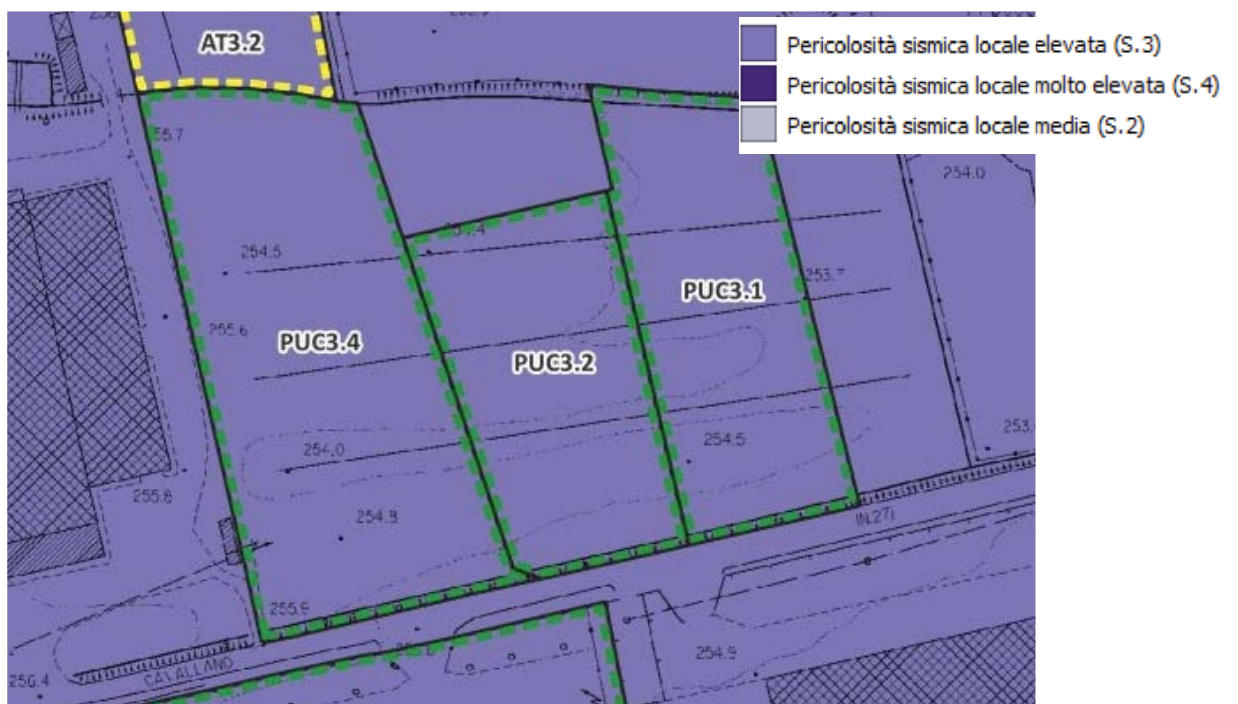 AT3.2
Pericolosità sismica locale elevata (S.3)
Pericolosità sismica locale molto elevata (S.4)
Pericolosità sismica locale media (S.2)
55.7
254.0
254.5
253.7
PUC3.1
255.6
PUC3.4
PUC3.2
254.0
254.5
253.
255.8
254.8
IN.271
255.9
254.9
CAVALLANO
256.4